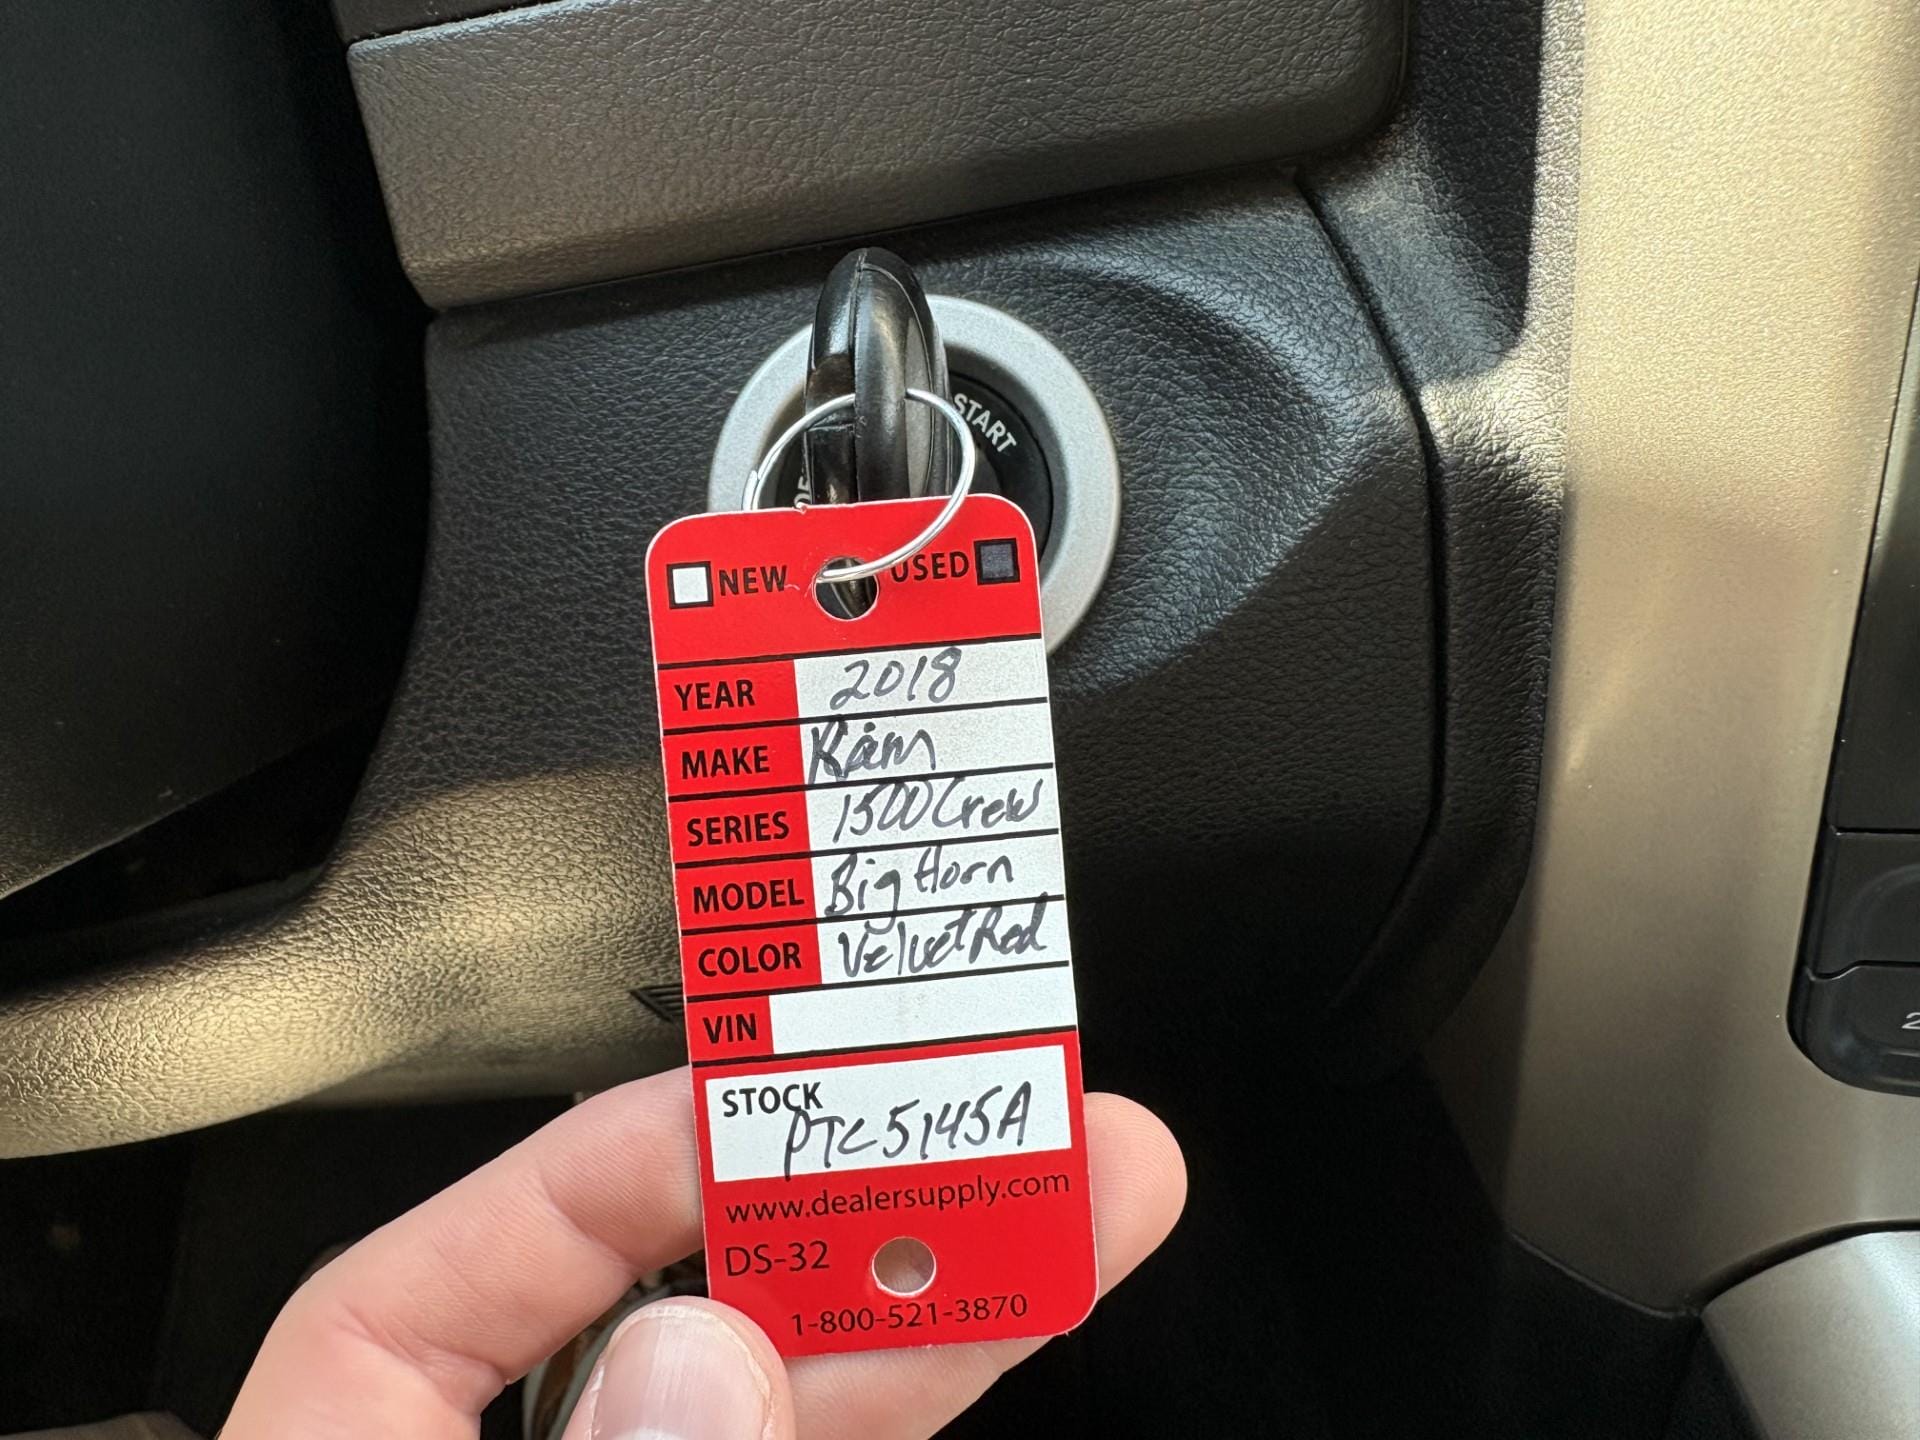 START
NEW USED
YEAR 2018
MAKE Ram
SERIES 1500 Crew
MODEL Big Horn
COLOR Velvet Red
VIN
STOCK
PTC5145A
www.dealersupply.com
DS-32
1-800-521-3870
2